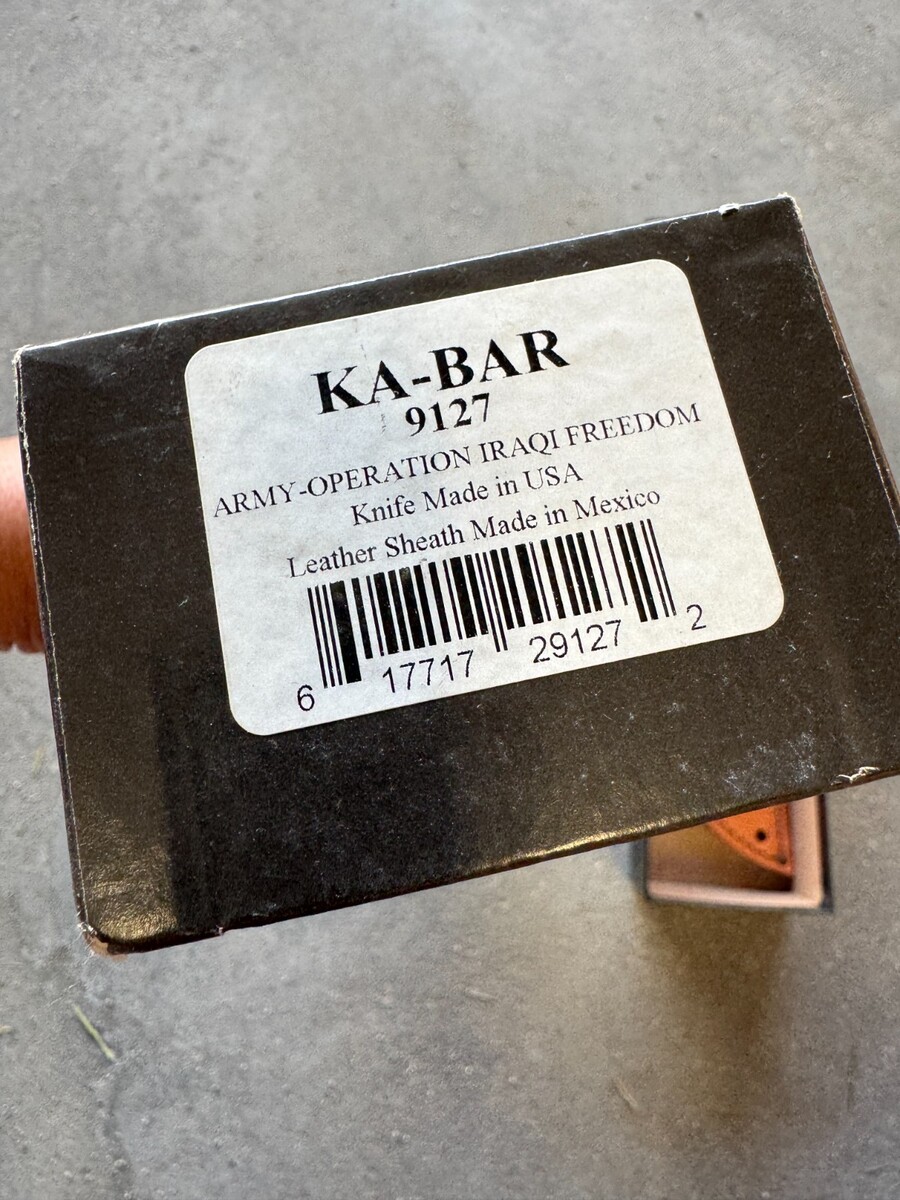 KA-BAR
9127
ARMY-OPERATION IRAQI FREEDOM
Knife Made in USA
Leather Sheath Made in Mexico
6 17717 29127 2